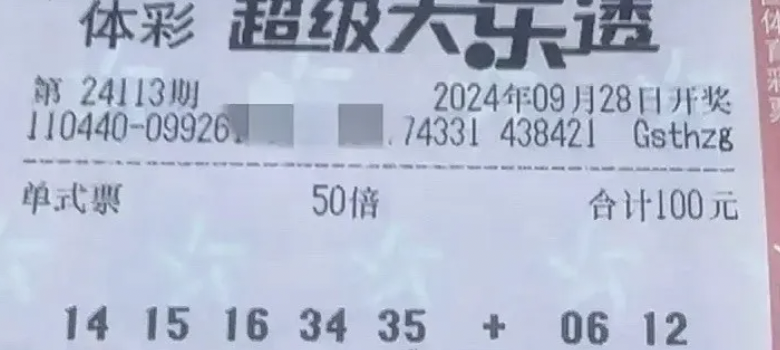 体彩 超级大乐透
第 24113期 2024年09月28日开奖
110440-09926 .74331 438421 Gsthzg
单式票 50倍 合计100元
14 15 16 34 35 + 06 12